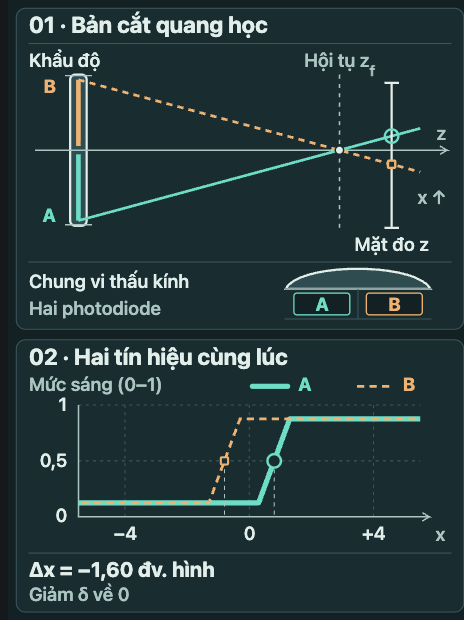 01 · Bản cắt quang học
Khẩu độ
Hội tụ z_f
B
z
x ↑
A
Mặt đo z
Chung vi thấu kính
Hai photodiode
A
B
02 · Hai tín hiệu cùng lúc
Mức sáng (0–1)
A
B
1
0,5
0
−4
0
+4
x
Δx = −1,60 đv. hình
Giảm δ về 0